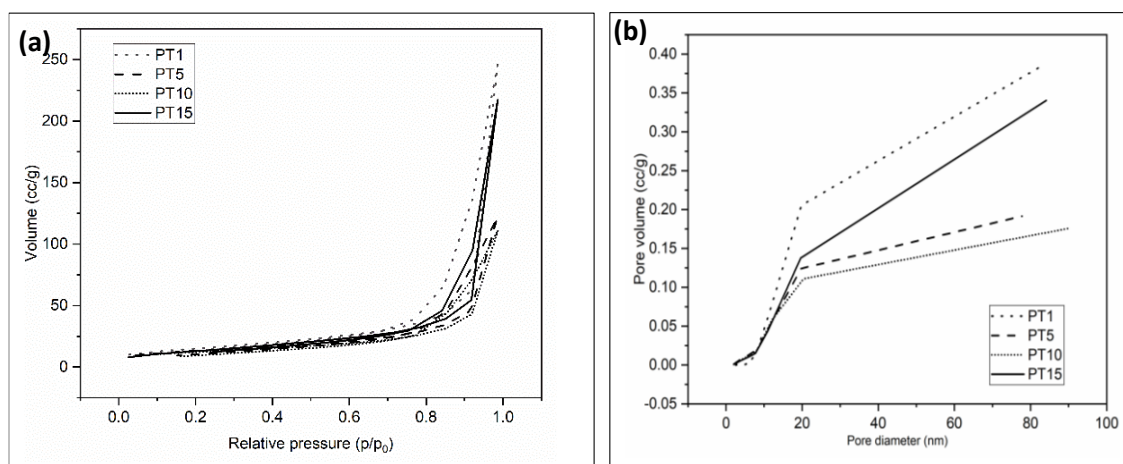 (a)
PT1
PT5
PT10
PT15
250
200
150
100
50
0
Volume (cc/g)
0.0 0.2 0.4 0.6 0.8 1.0
Relative pressure (p/p0)
(b)
0.40
0.35
0.30
0.25
0.20
0.15
0.10
0.05
0.00
-0.05
Pore volume (cc/g)
PT1
PT5
PT10
PT15
0 20 40 60 80 100
Pore diameter (nm)